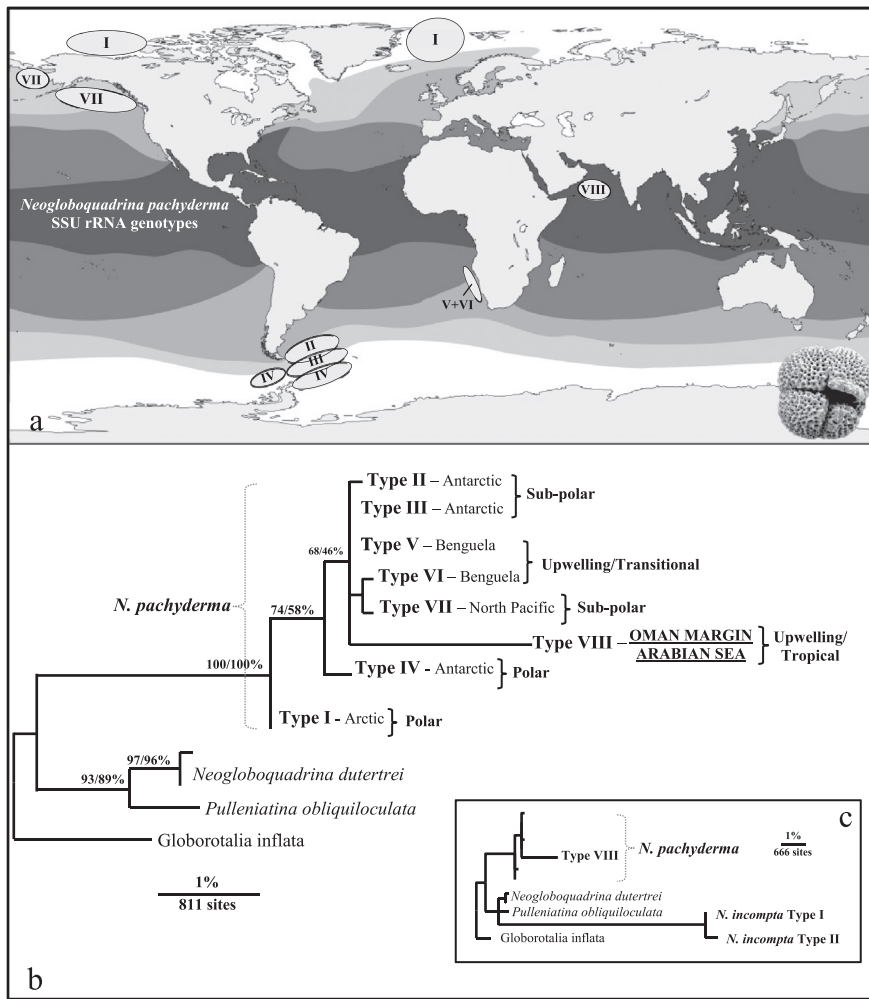 I
I
VII
VII
VIII
Neogloboquadrina pachyderma
SSU rRNA genotypes
V+VI
II
III
IV
IV
a
Type II – Antarctic
Type III – Antarctic
Sub-polar
68/46%
Type V – Benguela
Upwelling/Transitional
Type VI – Benguela
N. pachyderma
74/58%
Type VII – North Pacific
Sub-polar
Type VIII – OMAN MARGIN
ARABIAN SEA
Upwelling/
Tropical
100/100%
Type IV - Antarctic
Polar
Type I - Arctic
Polar
97/96%
Neogloboquadrina dutertrei
93/89%
Pulleniatina obliquiloculata
Globorotalia inflata
1%
811 sites
b
c
1%
666 sites
Type VIII
N. pachyderma
Neogloboquadrina dutertrei
Pulleniatina obliquiloculata
N. incompta Type I
Globorotalia inflata
N. incompta Type II